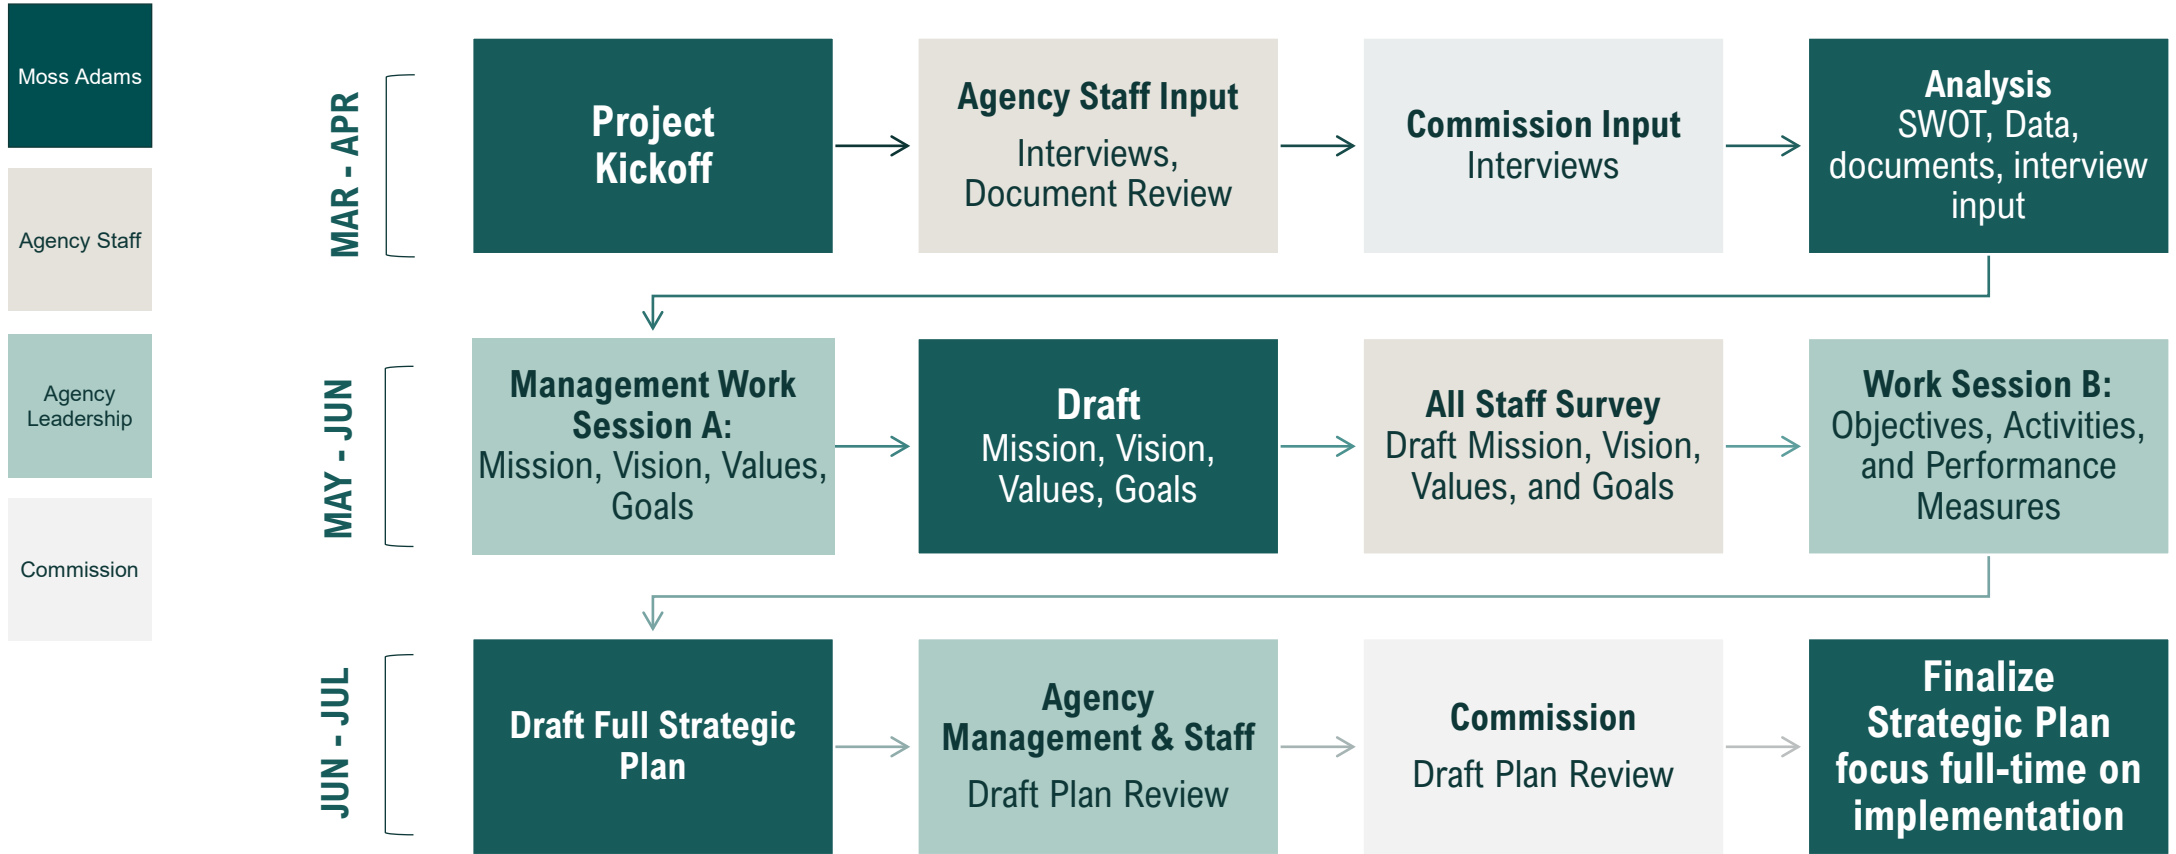 Moss Adams
Agency Staff
Agency
Leadership
Commission
MAR - APR
Project
Kickoff
Agency Staff Input
Interviews,
Document Review
Commission Input
Interviews
Analysis
SWOT, Data,
documents, interview
input
MAY - JUN
Management Work
Session A:
Mission, Vision, Values,
Goals
Draft
Mission, Vision,
Values, Goals
All Staff Survey
Draft Mission, Vision,
Values, and Goals
Work Session B:
Objectives, Activities,
and Performance
Measures
JUN - JUL
Draft Full Strategic
Plan
Agency
Management & Staff
Draft Plan Review
Commission
Draft Plan Review
Finalize
Strategic Plan
focus full-time on
implementation